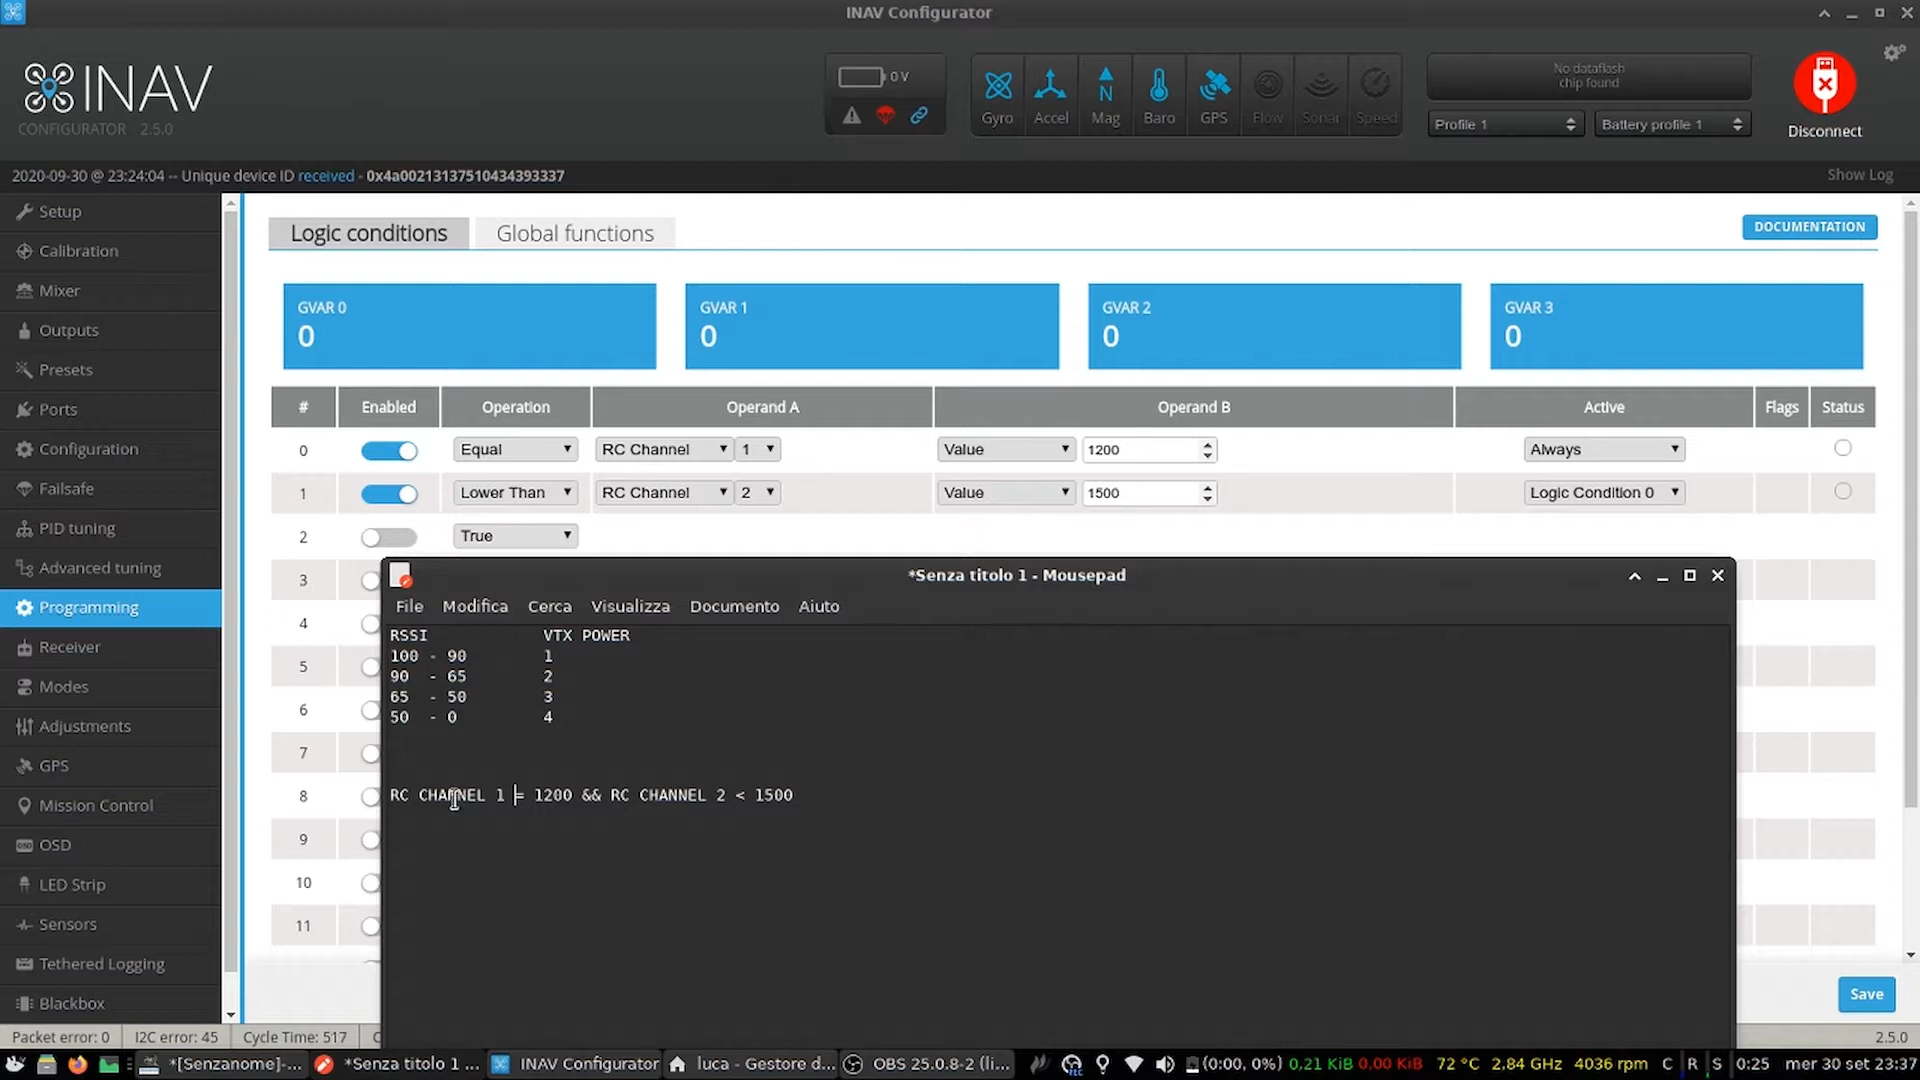 INAV Configurator
INAV
CONFIGURATOR 2.5.0
0 V
Gyro Accel Mag Baro GPS Flow Sonar Speed
No dataflash
chip found
Profile 1
Battery profile 1
Disconnect
2020-09-30 @ 23:24:04 -- Unique device ID received - 0x4a00213137510434393337
Show Log
Setup
Calibration
Mixer
Outputs
Presets
Ports
Configuration
Failsafe
PID tuning
Advanced tuning
Programming
Receiver
Modes
Adjustments
GPS
Mission Control
OSD
LED Strip
Sensors
Tethered Logging
Blackbox
Logic conditions Global functions
DOCUMENTATION
GVAR 0 GVAR 1 GVAR 2 GVAR 3
0 0 0 0
# Enabled Operation Operand A Operand B Active Flags Status
0 Equal RC Channel 1 Value 1200 Always
1 Lower Than RC Channel 2 Value 1500 Logic Condition 0
2 True
3
4
5
6
7
8
9
10
11
*Senza titolo 1 - Mousepad
File Modifica Cerca Visualizza Documento Aiuto
RSSI VTX POWER
100 - 90 1
90 - 65 2
65 - 50 3
50 - 0 4
RC CHANNEL 1 = 1200 && RC CHANNEL 2 < 1500
Save
Packet error: 0 I2C error: 45 Cycle Time: 517 C
2.5.0
*[Senzanome]-... *Senza titolo 1 ... INAV Configurator luca - Gestore d... OBS 25.0.8-2 (li... (0:00, 0%) 0,21 KiB 0,00 KiB 72 °C 2.84 GHz 4036 rpm C R S 0:25 mer 30 set 23:37